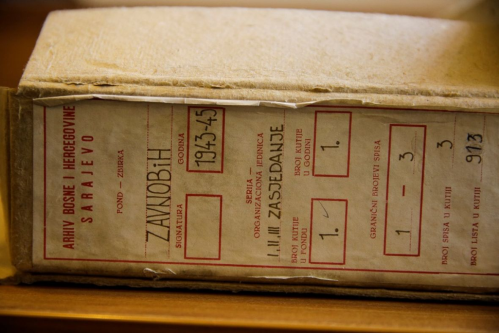 ARHIV BOSNE I HERCEGOVINE
SARAJEVO
FOND — ZBIRKA
ZAVNOBiH
SIGNATURA
GODINA
1943-45
SERIJA —
ORGANIZACIONA JEDINICA
I, II, III ZASJEDANJE
BROJ KUTIJE
U FONDU
1.
BROJ KUTIJE
U GODINI
1.
GRANIČNI BROJEVI SPISA
1 — 3
BROJ SPISA U KUTIJI
3
BROJ LISTA U KUTIJI
913